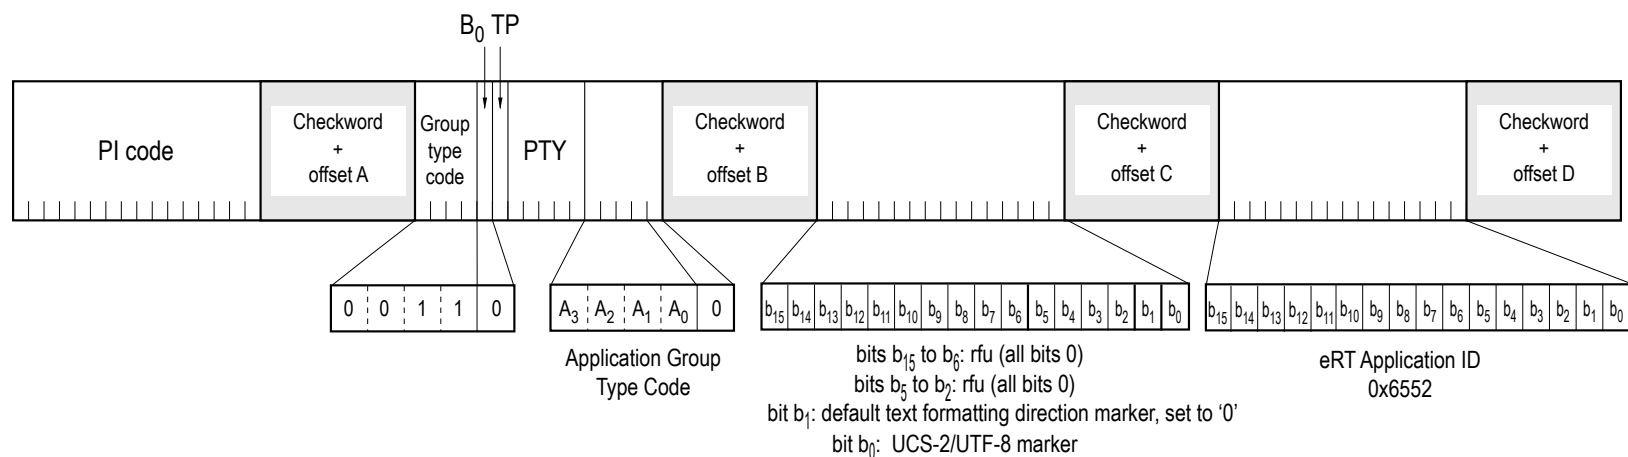 B₀ TP
PI code
Checkword
+
offset A
Group
type
code
PTY
Checkword
+
offset B
Checkword
+
offset C
Checkword
+
offset D
0 0 1 1 0
A₃ A₂ A₁ A₀ 0
b₁₅ b₁₄ b₁₃ b₁₂ b₁₁ b₁₀ b₉ b₈ b₇ b₆ b₅ b₄ b₃ b₂ b₁ b₀
b₁₅ b₁₄ b₁₃ b₁₂ b₁₁ b₁₀ b₉ b₈ b₇ b₆ b₅ b₄ b₃ b₂ b₁ b₀
Application Group
Type Code
bits b₁₅ to b₆: rfu (all bits 0)
bits b₅ to b₂: rfu (all bits 0)
bit b₁: default text formatting direction marker, set to ‘0’
bit b₀: UCS-2/UTF-8 marker
eRT Application ID
0x6552